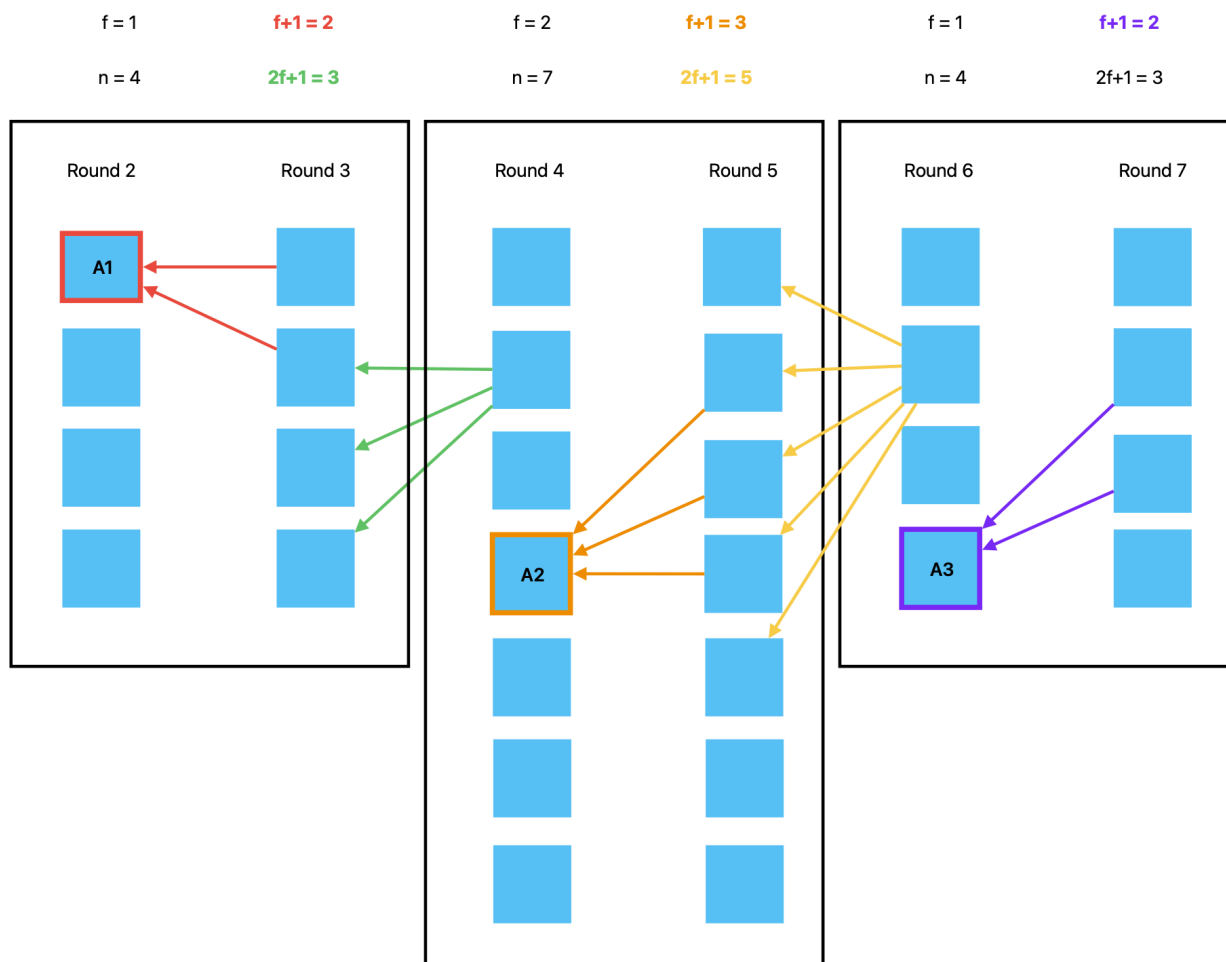 f = 1 f+1 = 2 f = 2 f+1 = 3 f = 1 f+1 = 2
n = 4 2f+1 = 3 n = 7 2f+1 = 5 n = 4 2f+1 = 3
Round 2 Round 3 Round 4 Round 5 Round 6 Round 7
A1
A2
A3